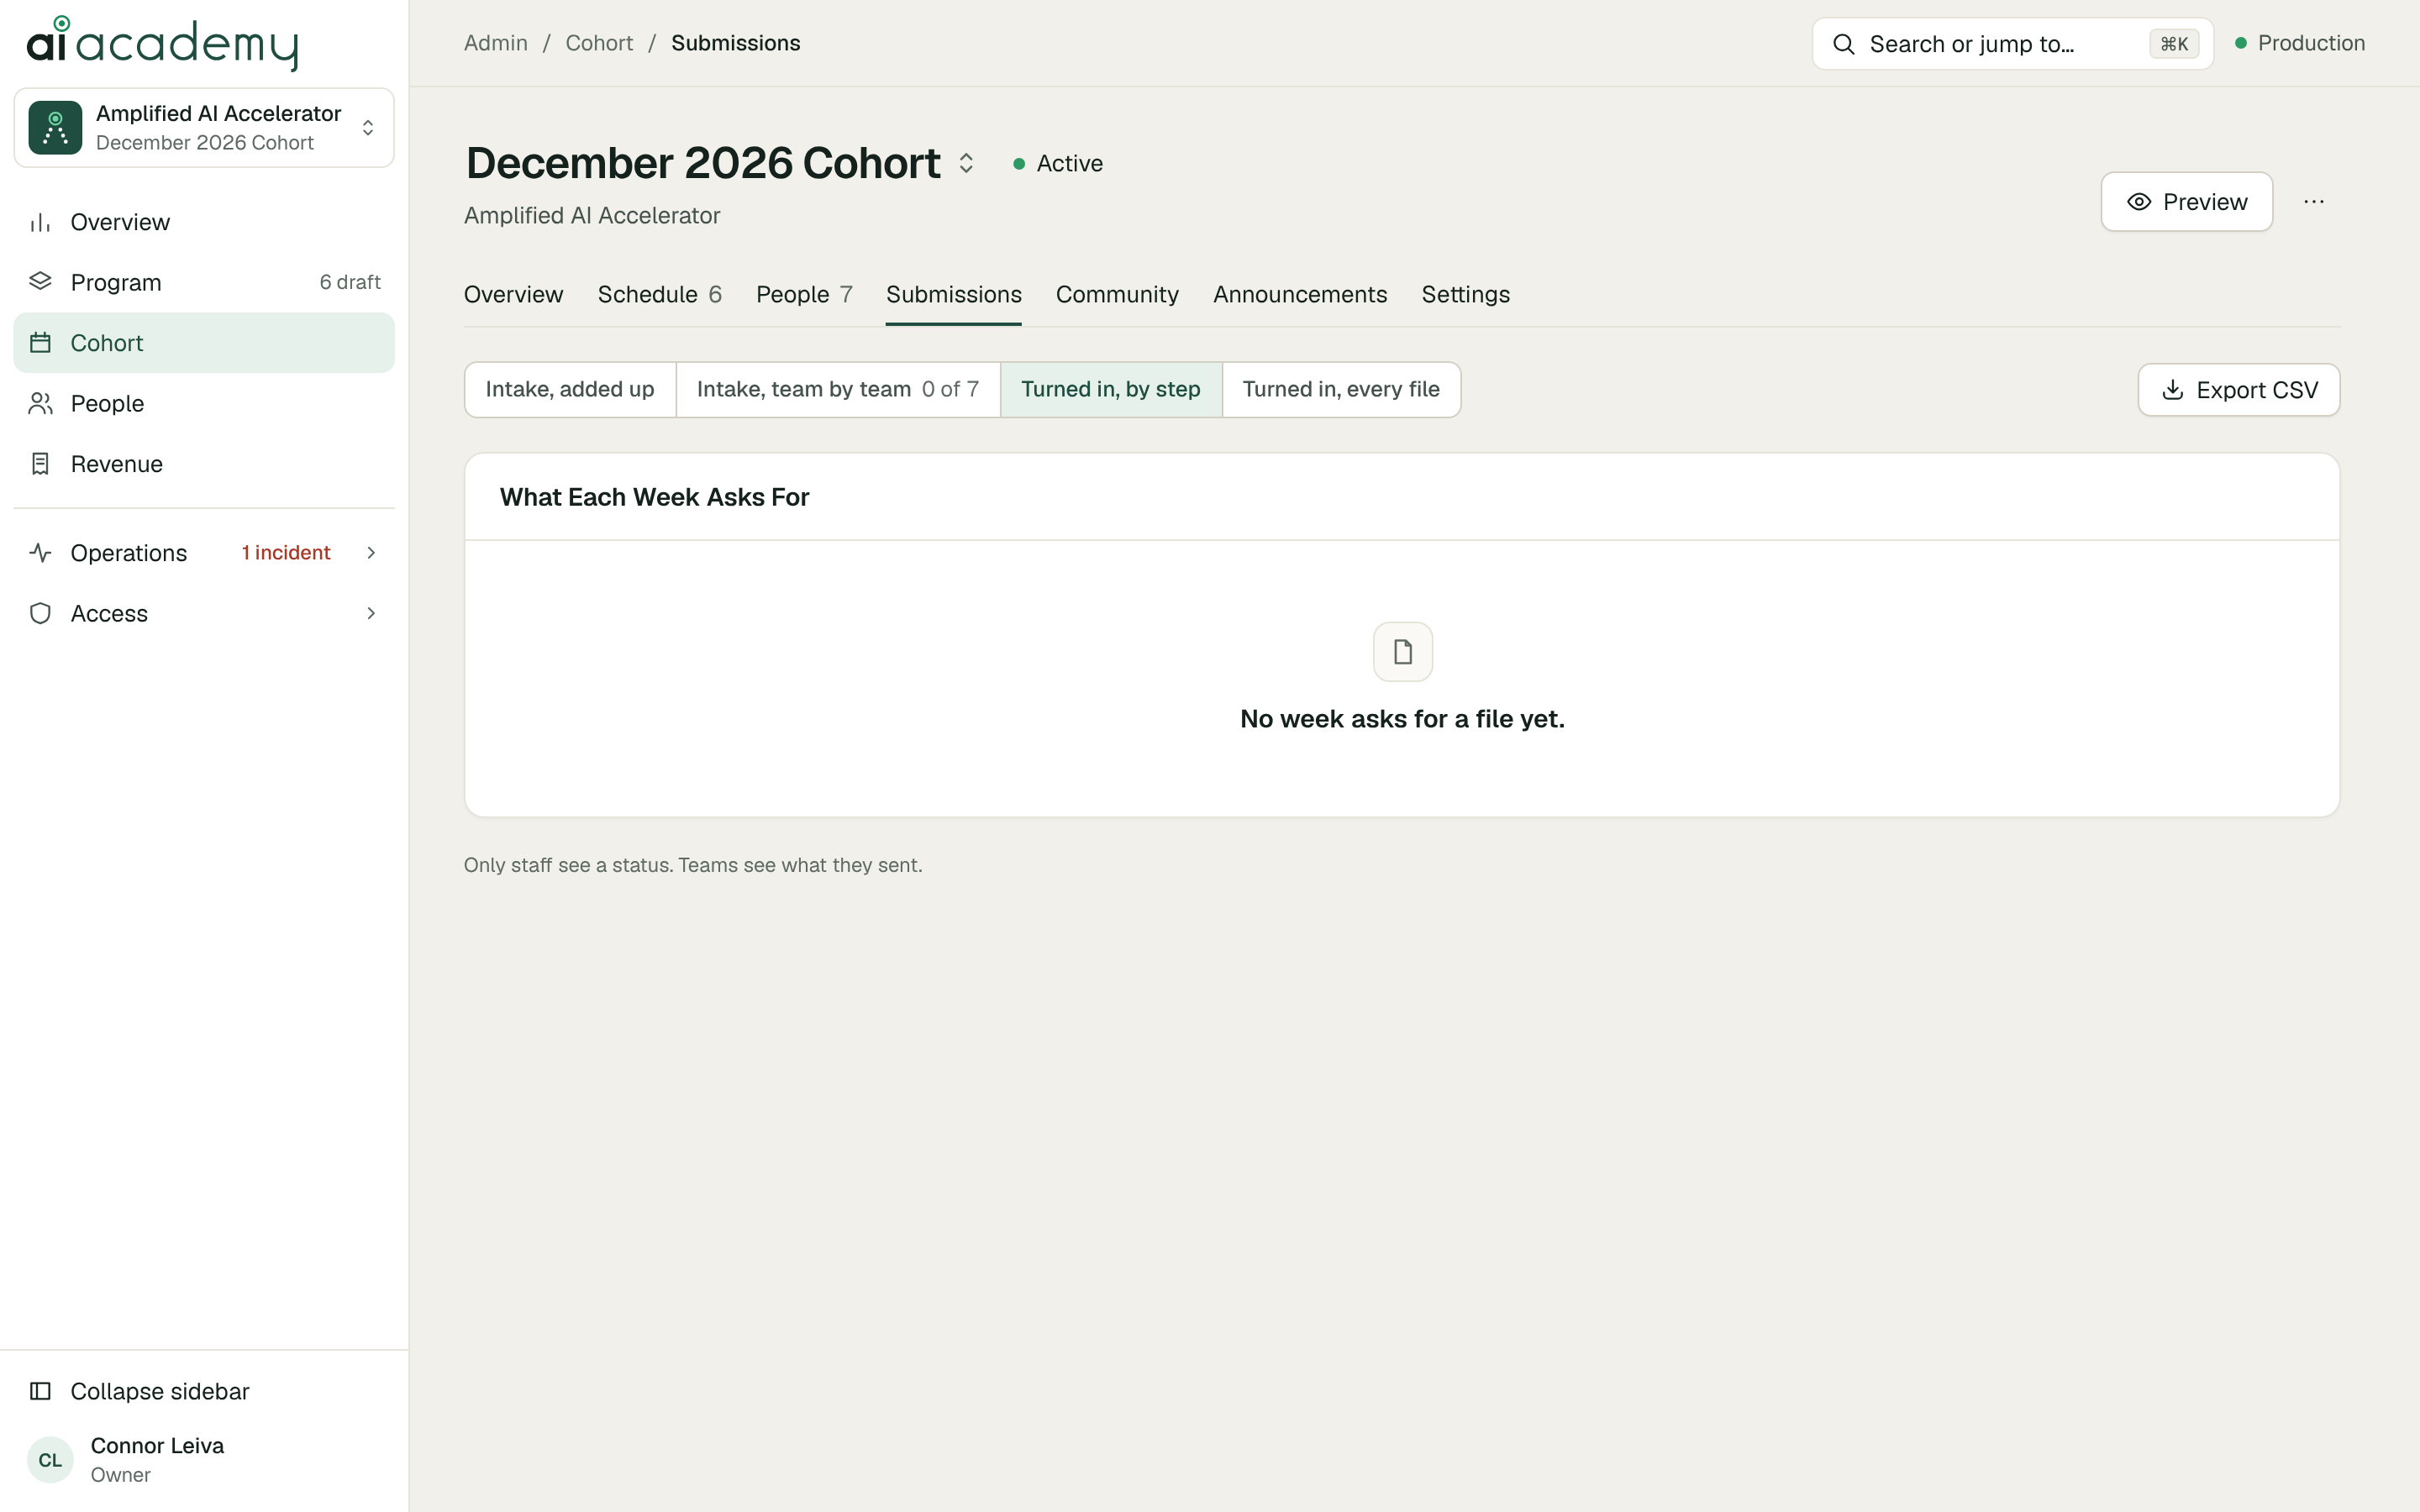 ai academy
Amplified AI Accelerator
December 2026 Cohort
Overview
Program 6 draft
Cohort
People
Revenue
Operations 1 incident
Access
Collapse sidebar
CL
Connor Leiva
Owner
Admin / Cohort / Submissions
Search or jump to… ⌘K
Production
December 2026 Cohort
Active
Amplified AI Accelerator
Preview
Overview Schedule 6 People 7 Submissions Community Announcements Settings
Intake, added up Intake, team by team 0 of 7 Turned in, by step Turned in, every file
Export CSV
What Each Week Asks For
No week asks for a file yet.
Only staff see a status. Teams see what they sent.